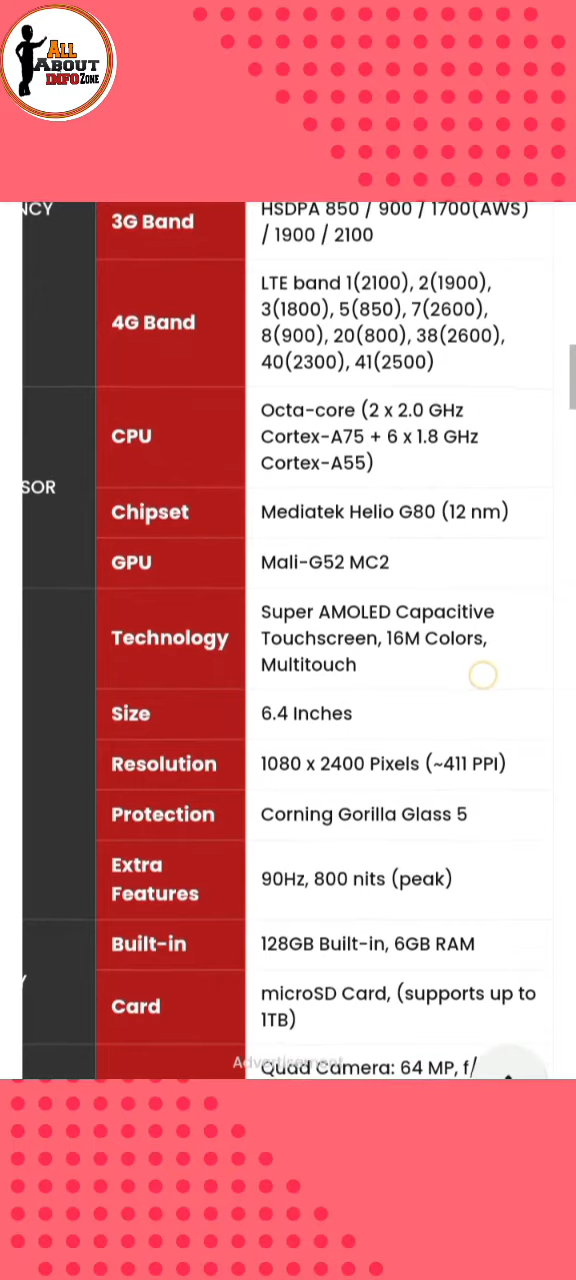 ALL
ABOUT
INFO ZONE
NCY
3G Band
HSDPA 850 / 900 / 1700(AWS)
/ 1900 / 2100
4G Band
LTE band 1(2100), 2(1900),
3(1800), 5(850), 7(2600),
8(900), 20(800), 38(2600),
40(2300), 41(2500)
SOR
CPU
Octa-core (2 x 2.0 GHz
Cortex-A75 + 6 x 1.8 GHz
Cortex-A55)
Chipset
Mediatek Helio G80 (12 nm)
GPU
Mali-G52 MC2
Technology
Super AMOLED Capacitive
Touchscreen, 16M Colors,
Multitouch
Size
6.4 Inches
Resolution
1080 x 2400 Pixels (~411 PPI)
Protection
Corning Gorilla Glass 5
Extra
Features
90Hz, 800 nits (peak)
Built-in
128GB Built-in, 6GB RAM
Card
microSD Card, (supports up to
1TB)
Advertisement
Quad Camera: 64 MP, f/